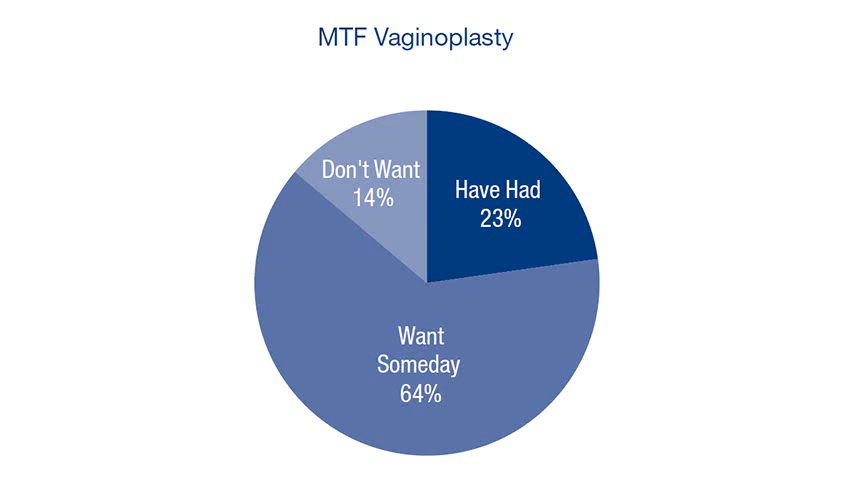 MTF Vaginoplasty
Don't Want
14%
Have Had
23%
Want
Someday
64%